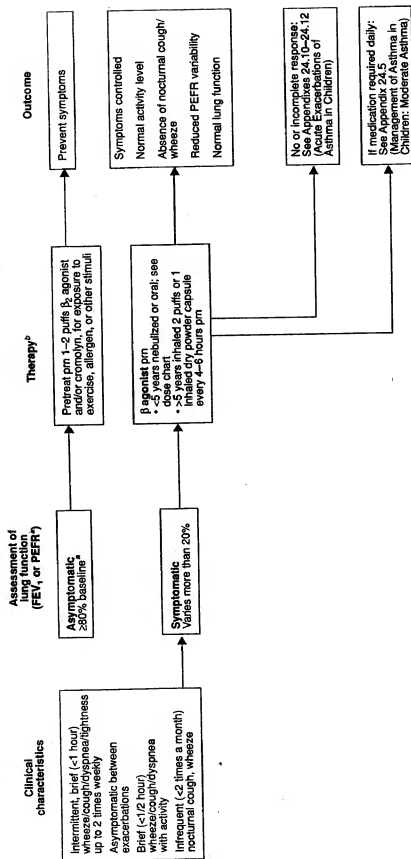 Clinical
characteristics
Intermittent, brief (<1 hour)
wheeze/cough/dyspnea/tightness
up to 2 times weekly
Asymptomatic between
exacerbations
Brief (<1/2 hour)
wheeze/cough/dyspnea
with activity
Infrequent (<2 times a month)
nocturnal cough, wheeze
Assessment of
lung function
(FEV₁ or PEFRᵃ)
Asymptomatic
≥80% baselineᵃ
Symptomatic
Varies more than 20%
Therapyᵇ
Pretreat prn 1–2 puffs β₂ agonist
and/or cromolyn, for exposure to
exercise, allergen, or other stimuli
β agonist prn
• <5 years nebulized or oral; see
dose chart
• >5 years inhaled 2 puffs or 1
inhaled dry powder capsule
every 4–6 hours prn
Outcome
Prevent symptoms
Symptoms controlled
Normal activity level
Absence of nocturnal cough/
wheeze
Reduced PEFR variability
Normal lung function
No or incomplete response:
See Appendixes 24.10–24.12
(Acute Exacerbations of
Asthma in Children)
If medication required daily:
See Appendix 24.5
(Management of Asthma in
Children: Moderate Asthma)